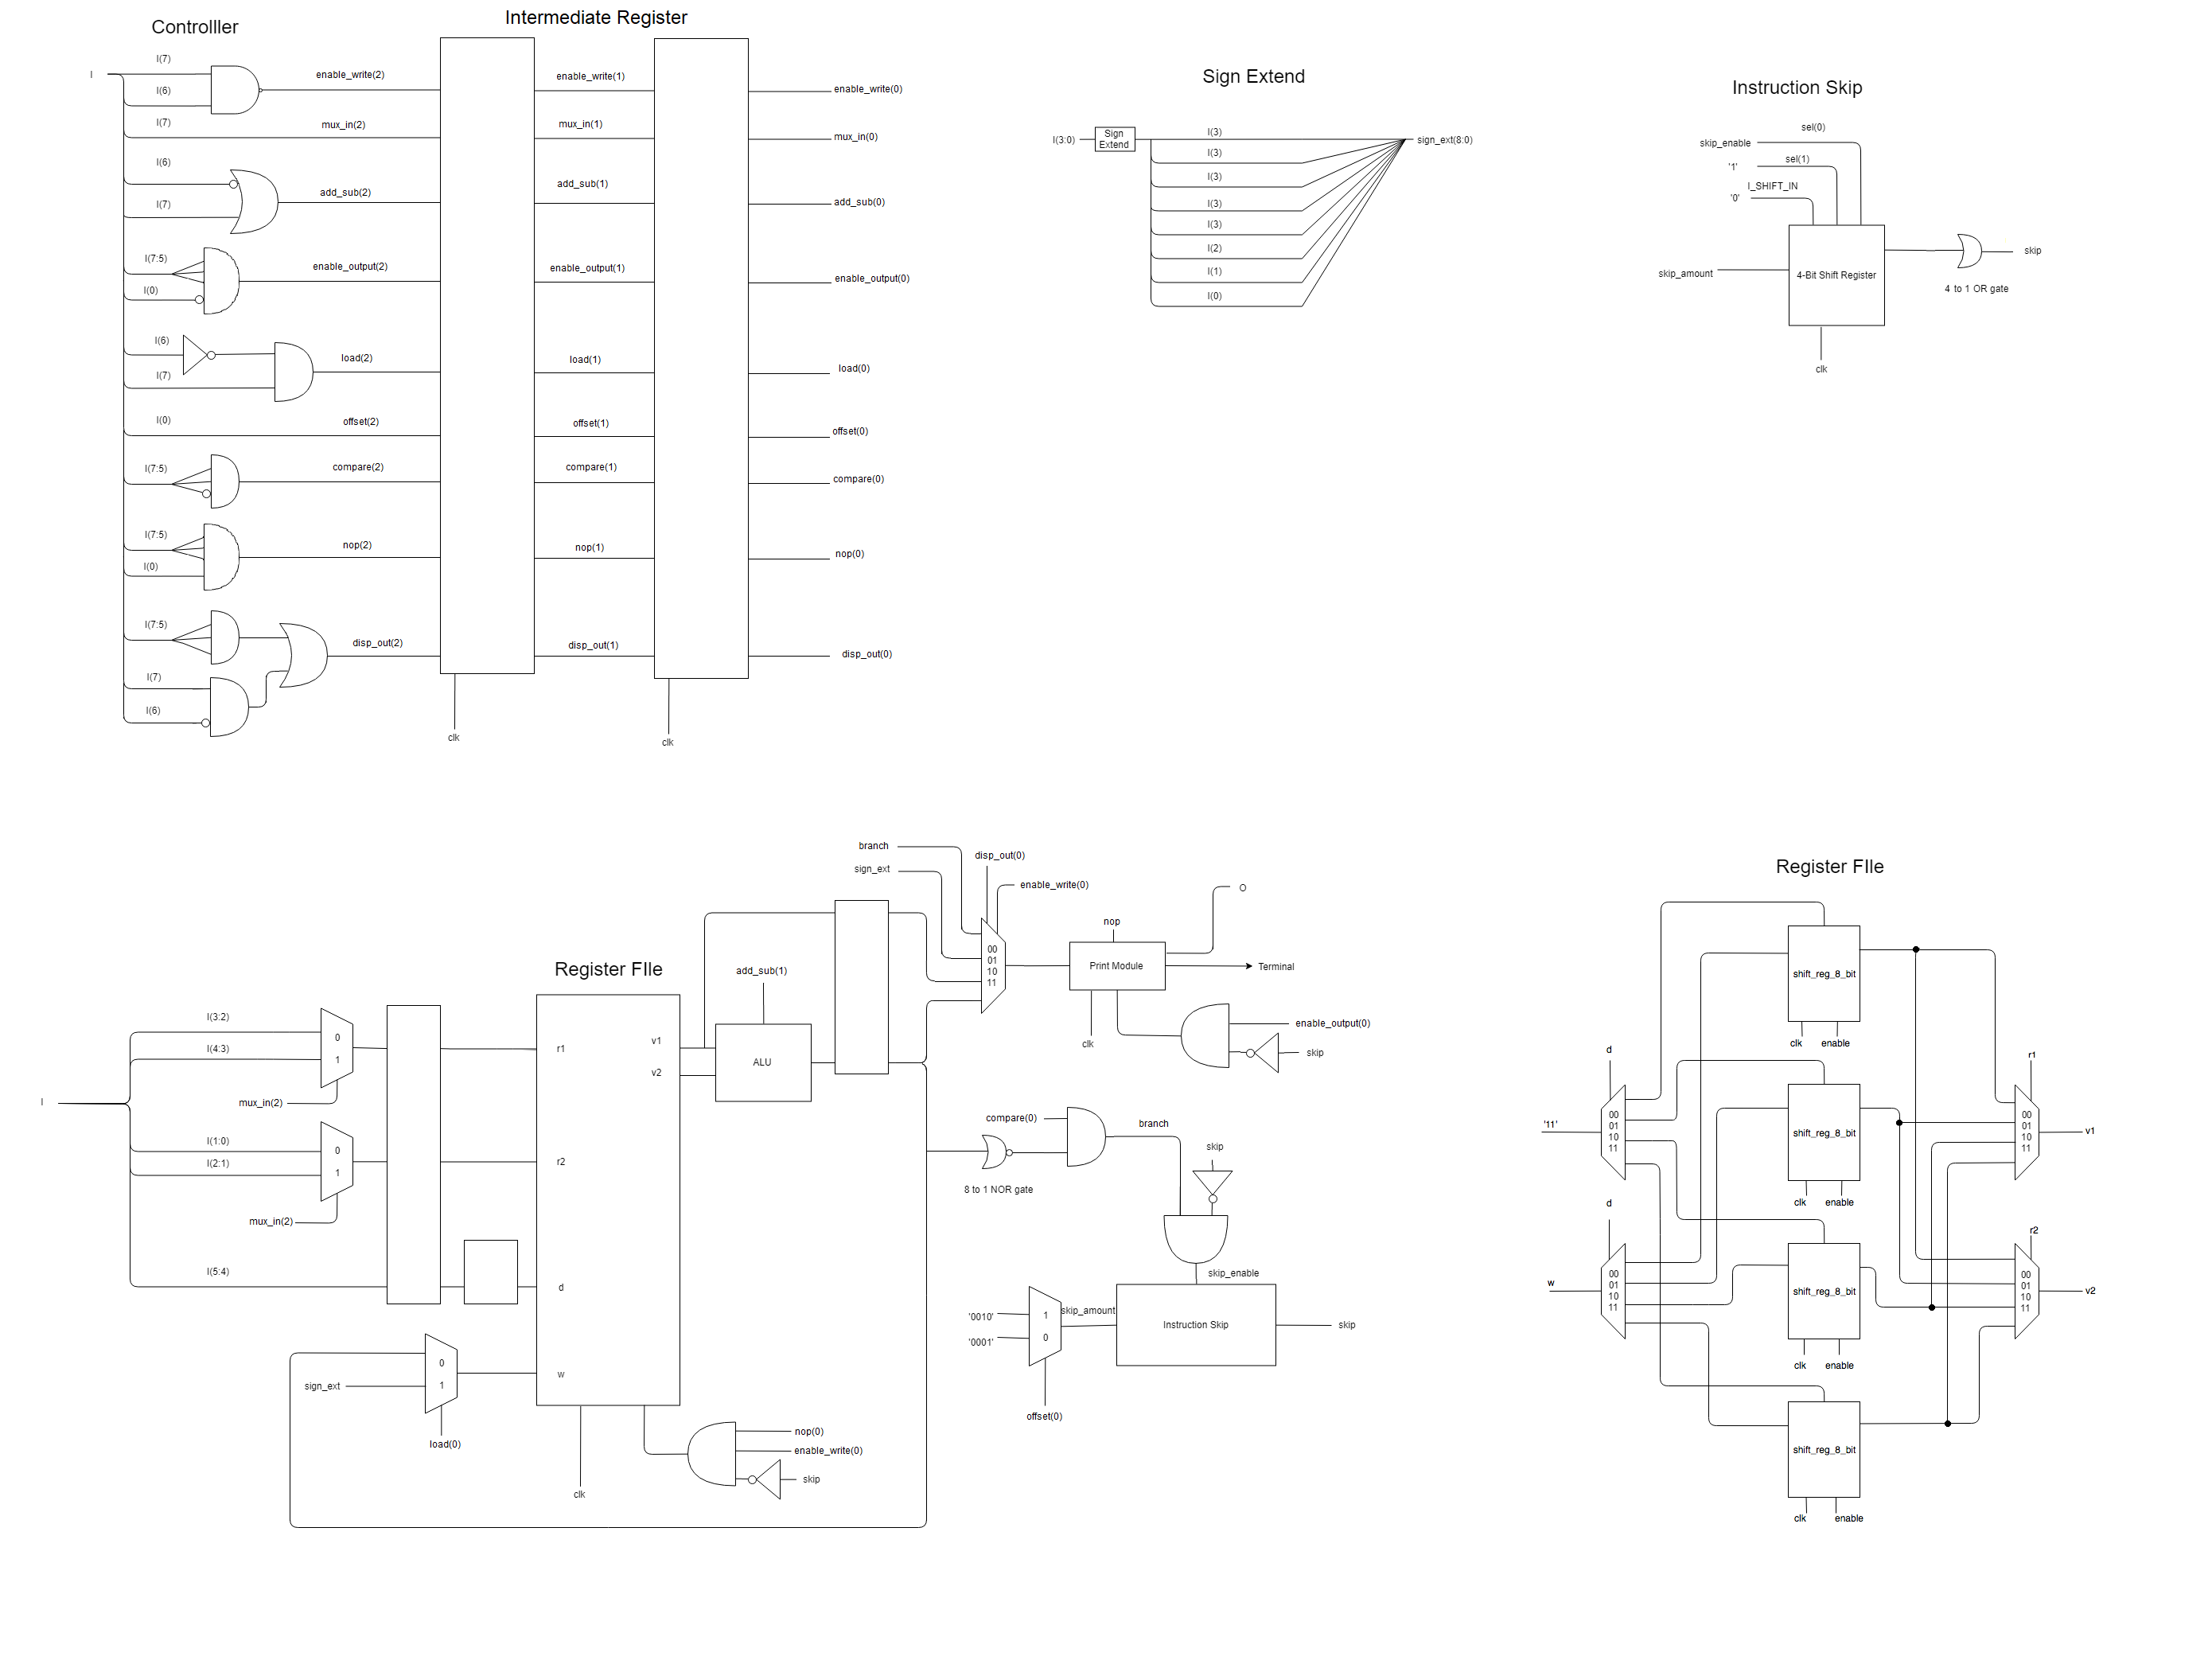 Controlller
Intermediate Register
I
I(7)
I(6)
enable_write(2)
enable_write(1)
enable_write(0)
I(7)
mux_in(2)
mux_in(1)
mux_in(0)
I(6)
I(7)
add_sub(2)
add_sub(1)
add_sub(0)
I(7:5)
I(0)
enable_output(2)
enable_output(1)
enable_output(0)
I(6)
I(7)
load(2)
load(1)
load(0)
I(0)
offset(2)
offset(1)
offset(0)
I(7:5)
compare(2)
compare(1)
compare(0)
I(7:5)
I(0)
nop(2)
nop(1)
nop(0)
I(7:5)
I(7)
I(6)
disp_out(2)
disp_out(1)
disp_out(0)
clk
clk
Sign Extend
I(3:0)
Sign
Extend
I(3)
I(3)
I(3)
I(3)
I(3)
I(2)
I(1)
I(0)
sign_ext(8:0)
Instruction Skip
sel(0)
skip_enable
sel(1)
'1'
I_SHIFT_IN
'0'
skip_amount
4-Bit Shift Register
skip
4 to 1 OR gate
clk
I
I(3:2)
I(4:3)
0
1
mux_in(2)
I(1:0)
I(2:1)
0
1
mux_in(2)
I(5:4)
sign_ext
0
1
load(0)
Register FIle
r1
r2
d
w
v1
v2
clk
nop(0)
enable_write(0)
skip
add_sub(1)
ALU
branch
sign_ext
disp_out(0)
enable_write(0)
00
01
10
11
nop
Print Module
O
Terminal
clk
enable_output(0)
skip
compare(0)
branch
8 to 1 NOR gate
skip
skip_enable
'0010'
'0001'
1
0
skip_amount
offset(0)
Instruction Skip
skip
Register FIle
shift_reg_8_bit
clk
enable
d
'11'
00
01
10
11
shift_reg_8_bit
clk
enable
r1
00
01
10
11
v1
d
w
00
01
10
11
shift_reg_8_bit
clk
enable
r2
00
01
10
11
v2
shift_reg_8_bit
clk
enable